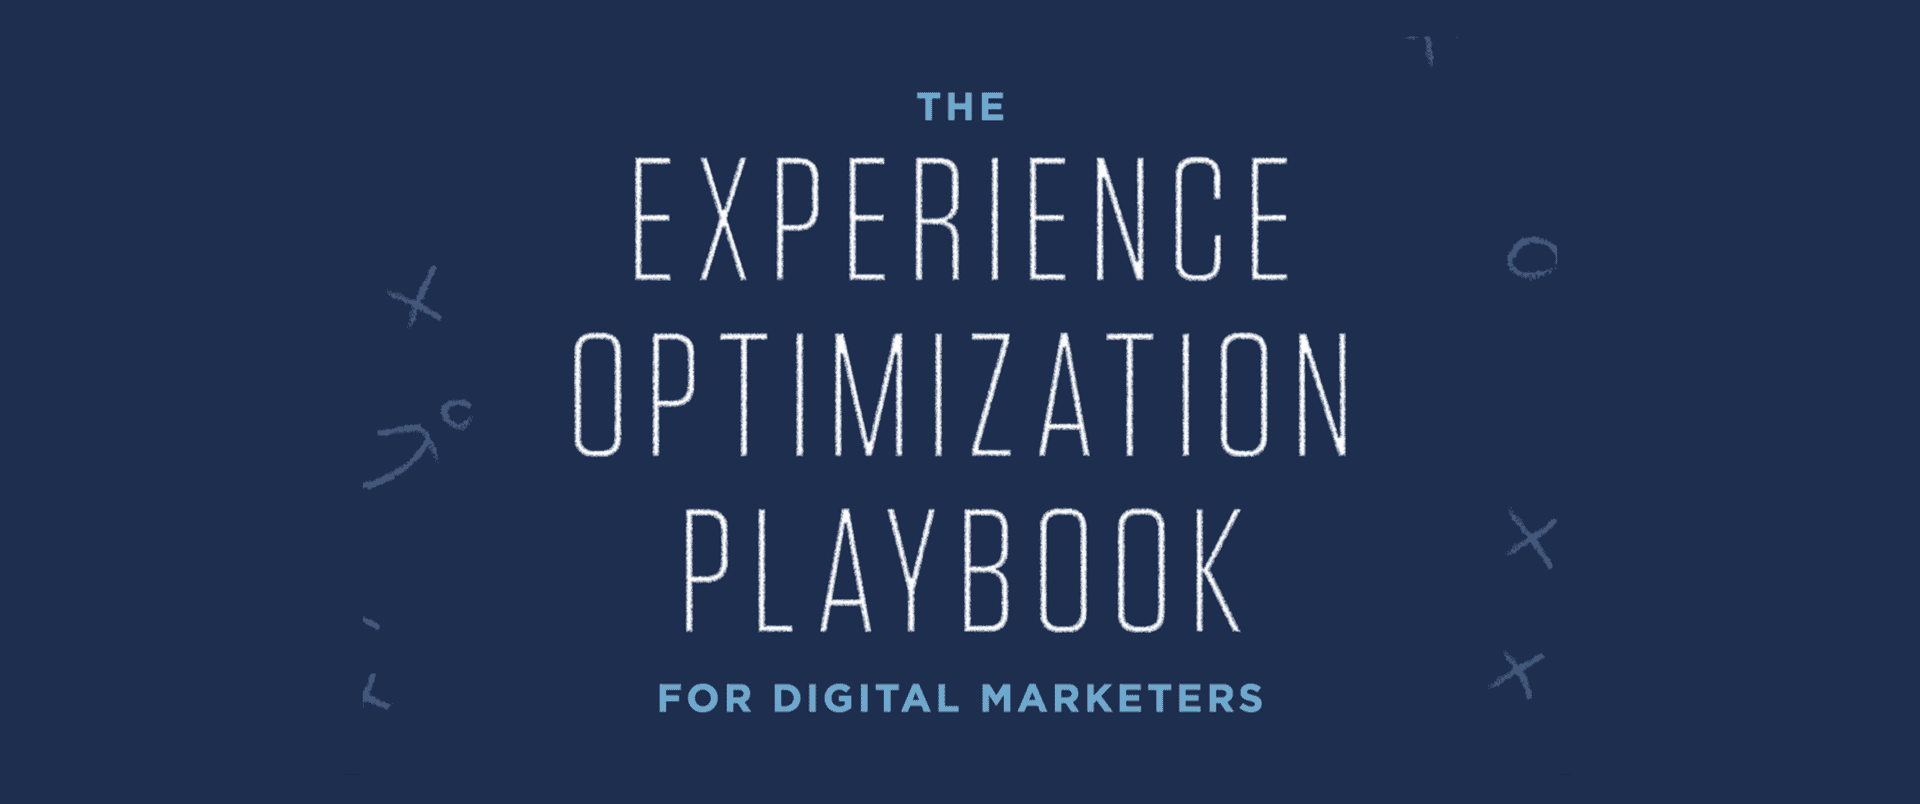 THE
EXPERIENCE
OPTIMIZATION
PLAYBOOK
FOR DIGITAL MARKETERS